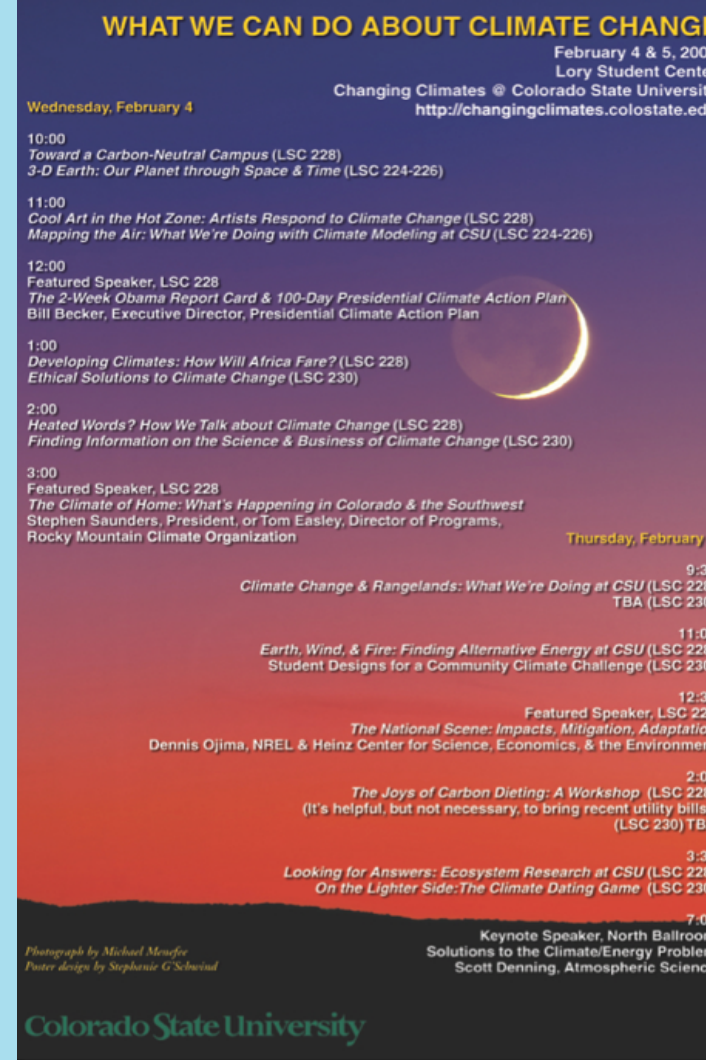 WHAT WE CAN DO ABOUT CLIMATE CHANG
February 4 & 5, 200
Lory Student Cente
Changing Climates @ Colorado State Universit
http://changingclimates.colostate.ed
Wednesday, February 4
10:00
Toward a Carbon-Neutral Campus (LSC 228)
3-D Earth: Our Planet through Space & Time (LSC 224-226)
11:00
Cool Art in the Hot Zone: Artists Respond to Climate Change (LSC 228)
Mapping the Air: What We're Doing with Climate Modeling at CSU (LSC 224-226)
12:00
Featured Speaker, LSC 228
The 2-Week Obama Report Card & 100-Day Presidential Climate Action Plan
Bill Becker, Executive Director, Presidential Climate Action Plan
1:00
Developing Climates: How Will Africa Fare? (LSC 228)
Ethical Solutions to Climate Change (LSC 230)
2:00
Heated Words? How We Talk about Climate Change (LSC 228)
Finding Information on the Science & Business of Climate Change (LSC 230)
3:00
Featured Speaker, LSC 228
The Climate of Home: What's Happening in Colorado & the Southwest
Stephen Saunders, President, or Tom Easley, Director of Programs,
Rocky Mountain Climate Organization
Thursday, February
9:3
Climate Change & Rangelands: What We're Doing at CSU (LSC 22
TBA (LSC 23
11:0
Earth, Wind, & Fire: Finding Alternative Energy at CSU (LSC 22
Student Designs for a Community Climate Challenge (LSC 23
12:3
Featured Speaker, LSC 22
The National Scene: Impacts, Mitigation, Adaptatio
Dennis Ojima, NREL & Heinz Center for Science, Economics, & the Environme
2:0
The Joys of Carbon Dieting: A Workshop (LSC 22
(It's helpful, but not necessary, to bring recent utility bills
(LSC 230) TB
3:3
Looking for Answers: Ecosystem Research at CSU (LSC 22
On the Lighter Side:The Climate Dating Game (LSC 23
7:0
Keynote Speaker, North Ballroo
Solutions to the Climate/Energy Proble
Scott Denning, Atmospheric Scienc
Photograph by Michael Menefee
Poster design by Stephanie G'Schwind
Colorado State University